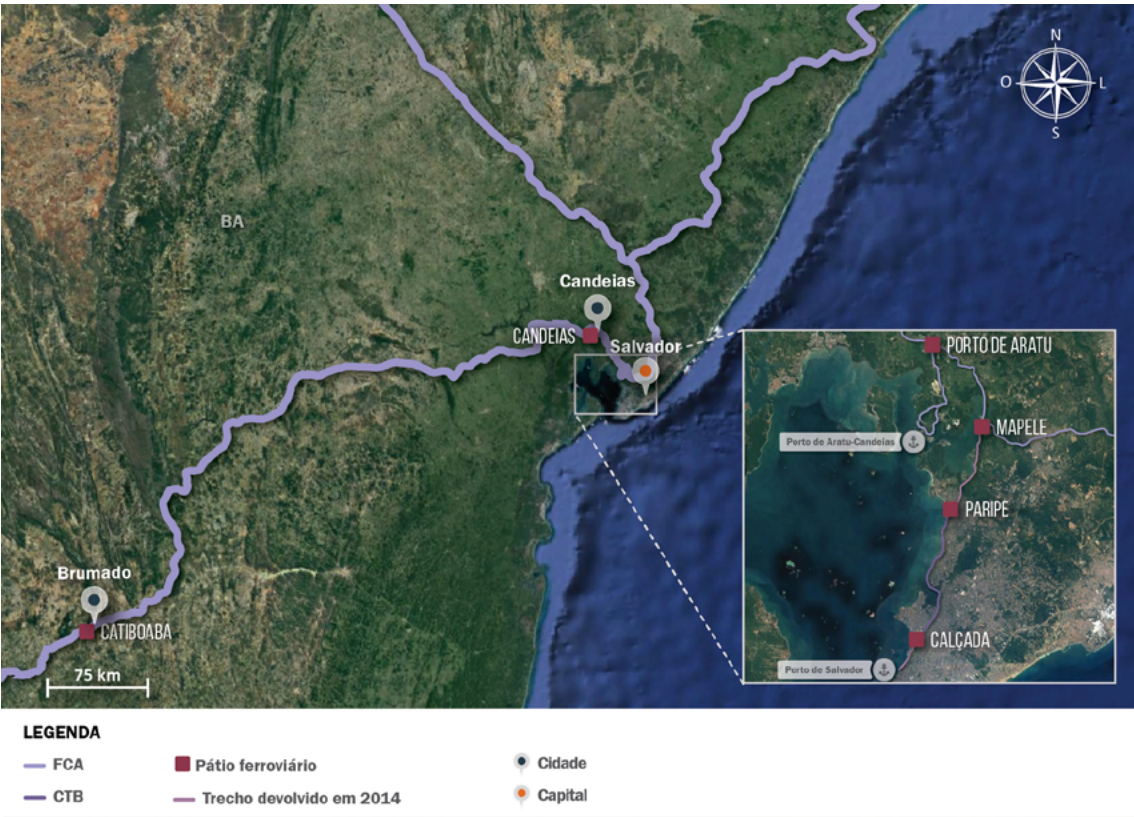 N
O
L
S
BA
Candeias
CANDEIAS
Salvador
PORTO DE ARATU
MAPELE
Porto de Aratu-Candeias
PARIPE
Brumado
CATIBOABA
CALÇADA
Porto de Salvador
75 km
LEGENDA
FCA
Pátio ferroviário
Cidade
CTB
Trecho devolvido em 2014
Capital